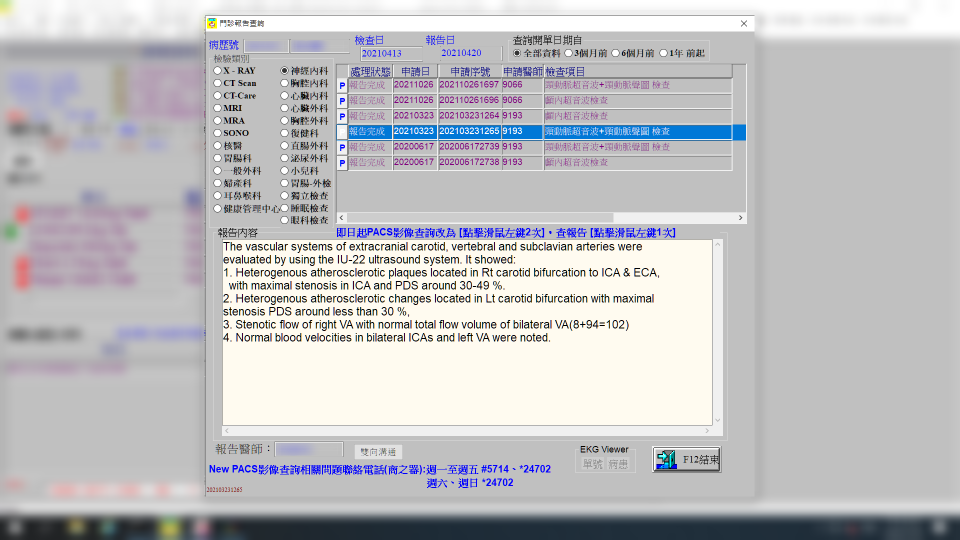 門診報告查詢
病歷號
檢查日
20210413
報告日
20210420
查詢開單日期自
全部資料 3個月前 6個月前 1年 前起
檢驗類別
X - RAY 神經內科
CT Scan 胸腔內科
CT-Care 心臟內科
MRI 心臟外科
MRA 胸腔外科
SONO 復健科
核醫 直腸外科
胃腸科 泌尿外科
一般外科 小兒科
婦產科 胃腸-外檢
耳鼻喉科 獨立檢查
健康管理中心 睡眠檢查
眼科檢查
處理狀態 申請日 申請序號 申請醫師 檢查項目
P 報告完成 20211026 202110261697 9066 頸動脈超音波+頸動脈聲圖 檢查
P 報告完成 20211026 202110261696 9066 顱內超音波檢查
P 報告完成 20210323 202103231264 9193 頸動脈超音波+頸動脈聲圖 檢查
報告完成 20210323 202103231265 9193 頸動脈超音波+頸動脈聲圖 檢查
P 報告完成 20200617 202006172739 9193 頸動脈超音波+頸動脈聲圖 檢查
P 報告完成 20200617 202006172738 9193 顱內超音波檢查
報告內容
即日起PACS影像查詢改為 [點擊滑鼠左鍵2次]，查報告 [點擊滑鼠左鍵1次]
The vascular systems of extracranial carotid, vertebral and subclavian arteries were
evaluated by using the IU-22 ultrasound system. It showed:
1. Heterogenous atherosclerotic plaques located in Rt carotid bifurcation to ICA & ECA,
with maximal stenosis in ICA and PDS around 30-49 %.
2. Heterogenous atherosclerotic changes located in Lt carotid bifurcation with maximal
stenosis PDS around less than 30 %,
3. Stenotic flow of right VA with normal total flow volume of bilateral VA(8+94=102)
4. Normal blood velocities in bilateral ICAs and left VA were noted.
報告醫師：
雙向溝通
EKG Viewer
單號 病患
F12結束
New PACS影像查詢相關問題聯絡電話(商之器):週一至週五 #5714、*24702
週六、週日 *24702
202103231265